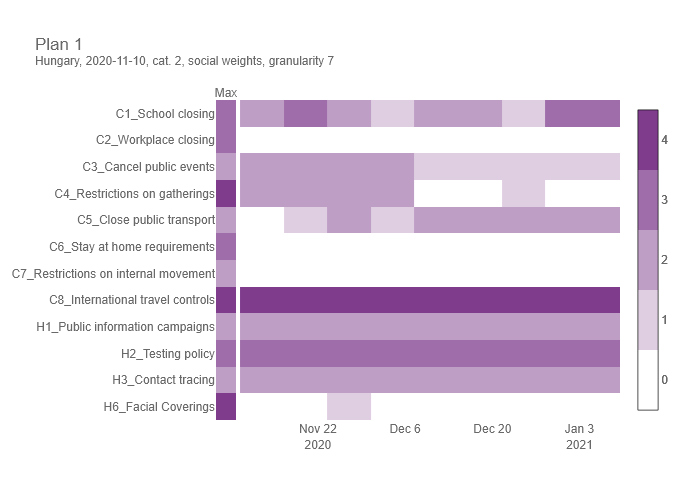 Plan 1
Hungary, 2020-11-10, cat. 2, social weights, granularity 7
Max
C1_School closing
C2_Workplace closing
C3_Cancel public events
C4_Restrictions on gatherings
C5_Close public transport
C6_Stay at home requirements
C7_Restrictions on internal movement
C8_International travel controls
H1_Public information campaigns
H2_Testing policy
H3_Contact tracing
H6_Facial Coverings
4
3
2
1
0
Nov 22 Dec 6 Dec 20 Jan 3
2020 2021